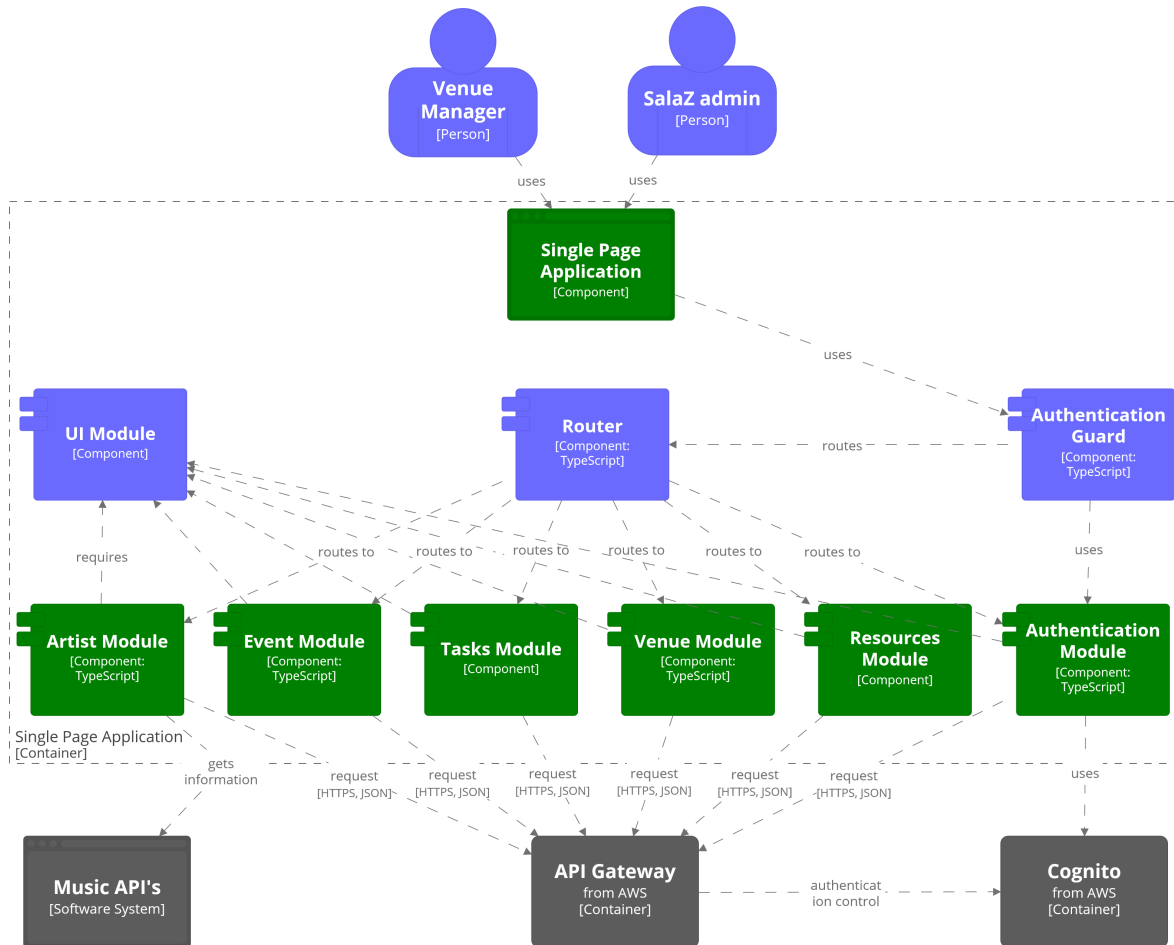 Venue
Manager
[Person]
SalaZ admin
[Person]
uses
uses
Single Page
Application
[Component]
uses
UI Module
[Component]
Router
[Component:
TypeScript]
routes
Authentication
Guard
[Component:
TypeScript]
requires
routes to
routes to
routes to
routes to
routes to
routes to
uses
Artist Module
[Component:
TypeScript]
Event Module
[Component:
TypeScript]
Tasks Module
[Component]
Venue Module
[Component:
TypeScript]
Resources
Module
[Component]
Authentication
Module
[Component:
TypeScript]
Single Page Application
[Container]
gets
information
request
[HTTPS, JSON]
request
[HTTPS, JSON]
request
[HTTPS, JSON]
request
[HTTPS, JSON]
request
[HTTPS, JSON]
request
[HTTPS, JSON]
uses
Music API's
[Software System]
API Gateway
from AWS
[Container]
authenticat
ion control
Cognito
from AWS
[Container]